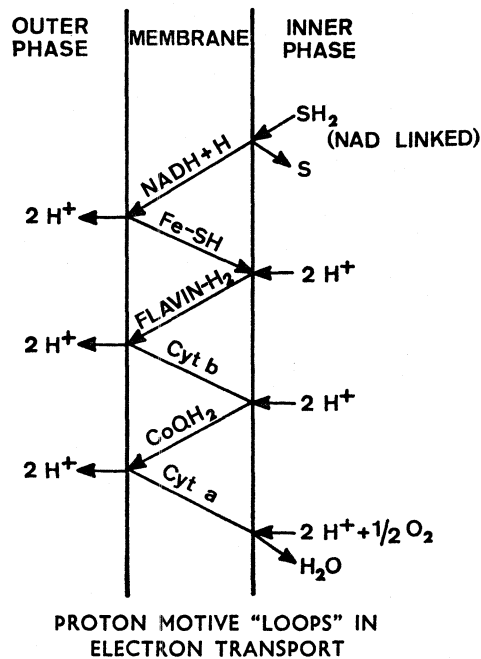 OUTER
PHASE
MEMBRANE
INNER
PHASE
SH₂
(NAD LINKED)
S
NADH+H
2 H⁺
Fe-SH
2 H⁺
FLAVIN-H₂
2 H⁺
Cyt b
2 H⁺
CoQH₂
2 H⁺
Cyt a
2 H⁺+1/2 O₂
H₂O
PROTON MOTIVE "LOOPS" IN
ELECTRON TRANSPORT